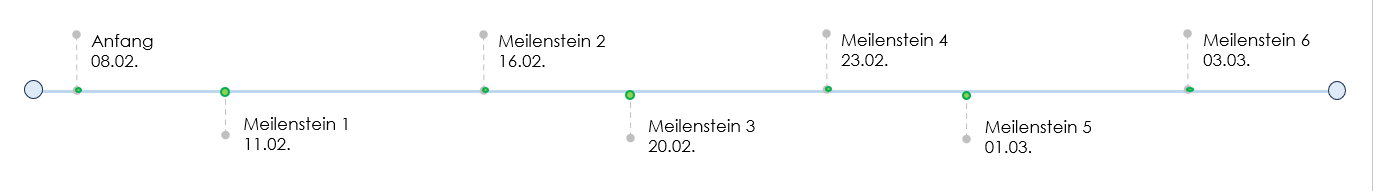 Anfang
08.02.
Meilenstein 1
11.02.
Meilenstein 2
16.02.
Meilenstein 3
20.02.
Meilenstein 4
23.02.
Meilenstein 5
01.03.
Meilenstein 6
03.03.